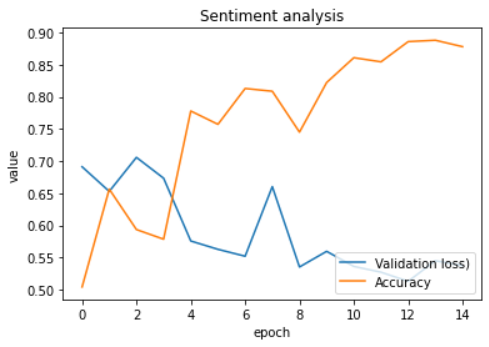 Sentiment analysis
0.90
0.85
0.80
0.75
0.70
0.65
0.60
0.55
0.50
value
Validation loss)
Accuracy
0 2 4 6 8 10 12 14
epoch